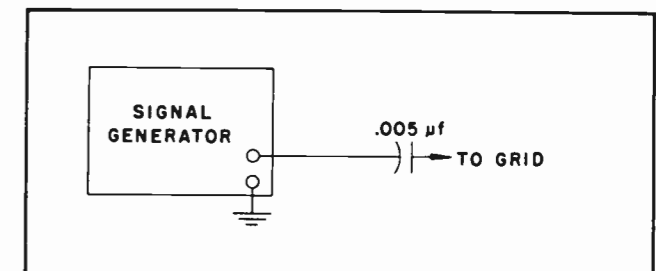 SIGNAL
GENERATOR
.005 µf
TO GRID